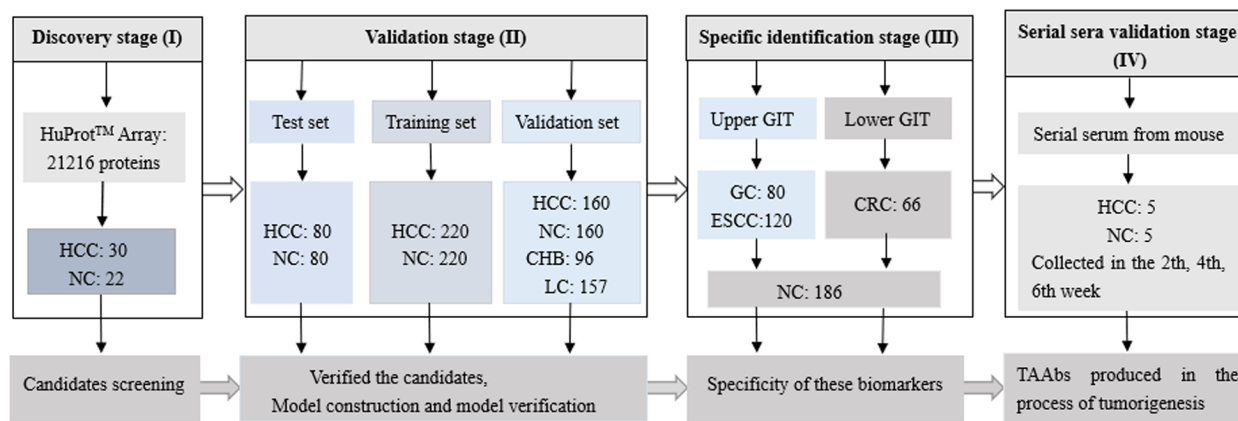 Discovery stage (I)
HuProt™ Array:
21216 proteins
HCC: 30
NC: 22
Candidates screening
Validation stage (II)
Test set
HCC: 80
NC: 80
Training set
HCC: 220
NC: 220
Validation set
HCC: 160
NC: 160
CHB: 96
LC: 157
Verified the candidates,
Model construction and model verification
Specific identification stage (III)
Upper GIT
GC: 80
ESCC:120
Lower GIT
CRC: 66
NC: 186
Specificity of these biomarkers
Serial sera validation stage
(IV)
Serial serum from mouse
HCC: 5
NC: 5
Collected in the 2th, 4th,
6th week
TAAbs produced in the
process of tumorigenesis